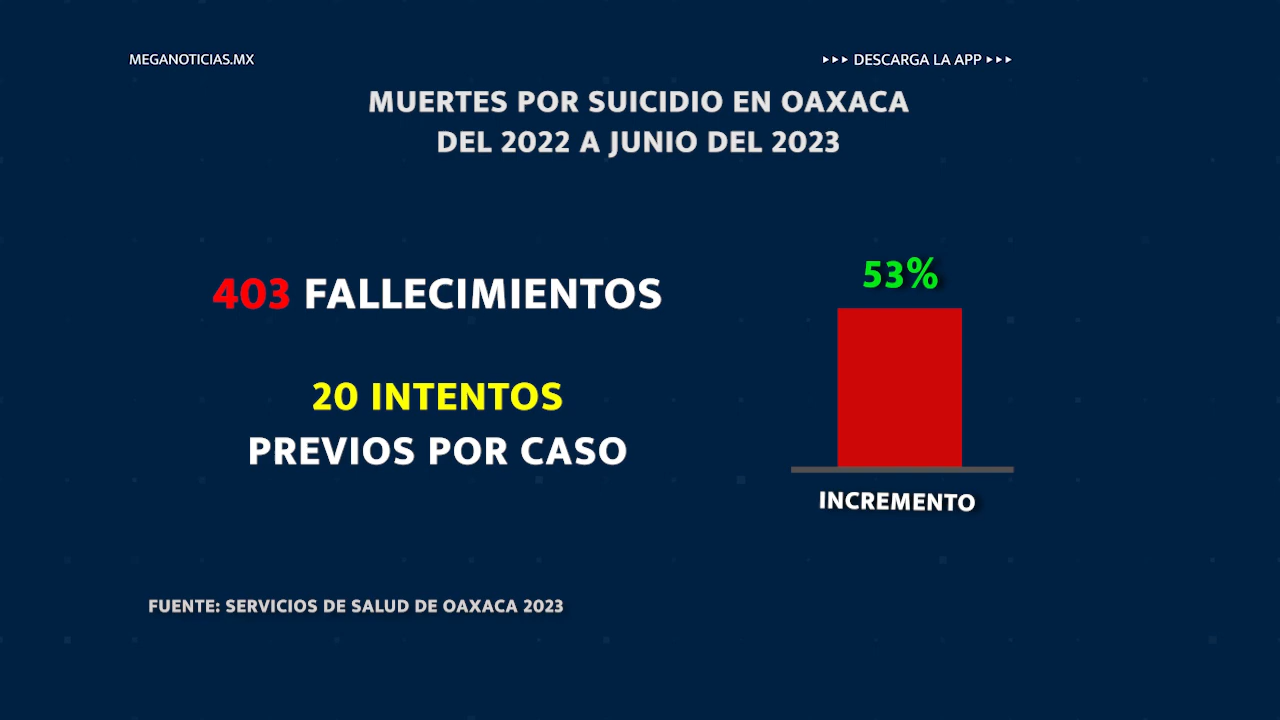 MEGANOTICIAS.MX
DESCARGA LA APP
MUERTES POR SUICIDIO EN OAXACA
DEL 2022 A JUNIO DEL 2023
403 FALLECIMIENTOS
20 INTENTOS
PREVIOS POR CASO
53%
INCREMENTO
FUENTE: SERVICIOS DE SALUD DE OAXACA 2023